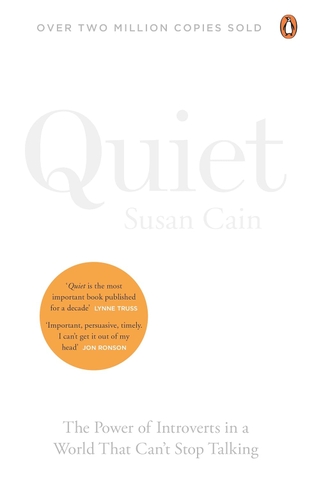 OVER TWO MILLION COPIES SOLD
Quiet
Susan Cain
‘Quiet is the most
important book published
for a decade’ LYNNE TRUSS
‘Important, persuasive, timely.
I can’t get it out of my
head’ JON RONSON
The Power of Introverts in a
World That Can’t Stop Talking